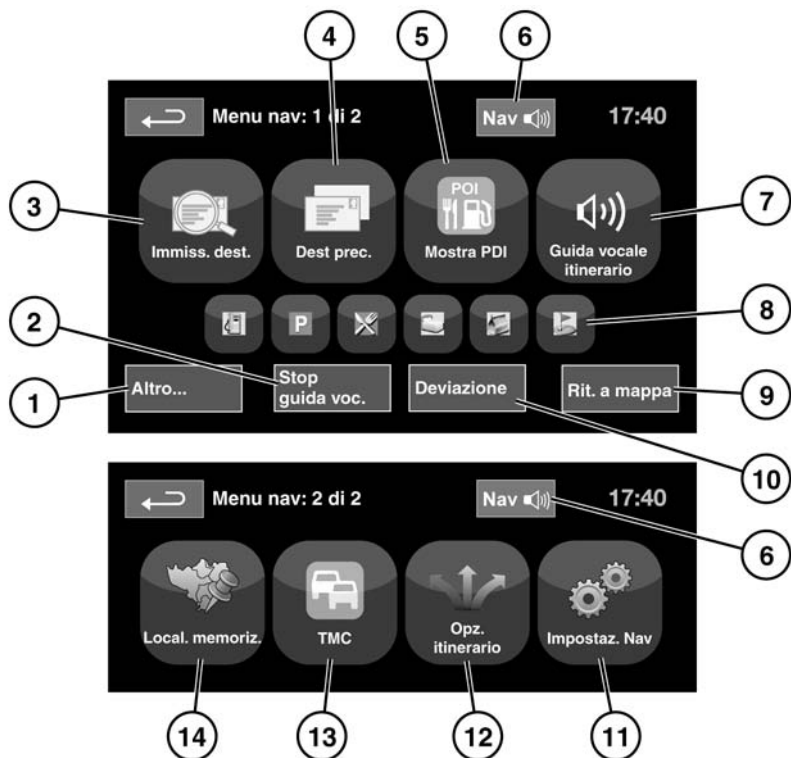 4
5
6
Menu nav: 1 di 2
Nav
17:40
3
POI
7
Immiss. dest.
Dest prec.
Mostra PDI
Guida vocale
itinerario
2
P
8
Altro...
Stop
guida voc.
Deviazione
Rit. a mappa
1
9
10
Menu nav: 2 di 2
Nav
17:40
6
Local. memoriz.
TMC
Opz.
itinerario
Impostaz. Nav
14
13
12
11